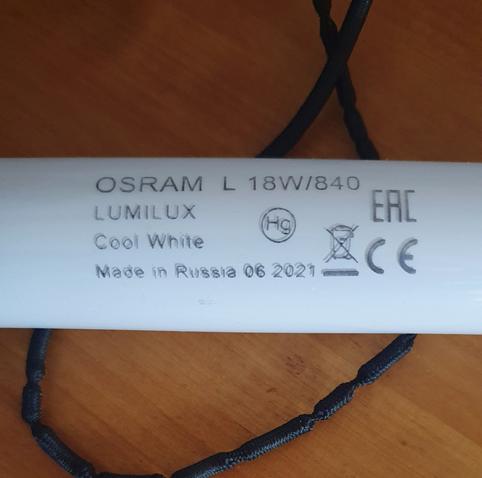 OSRAM L 18W/840
LUMILUX
Cool White
Made in Russia 06 2021
Hg
EAC
CE